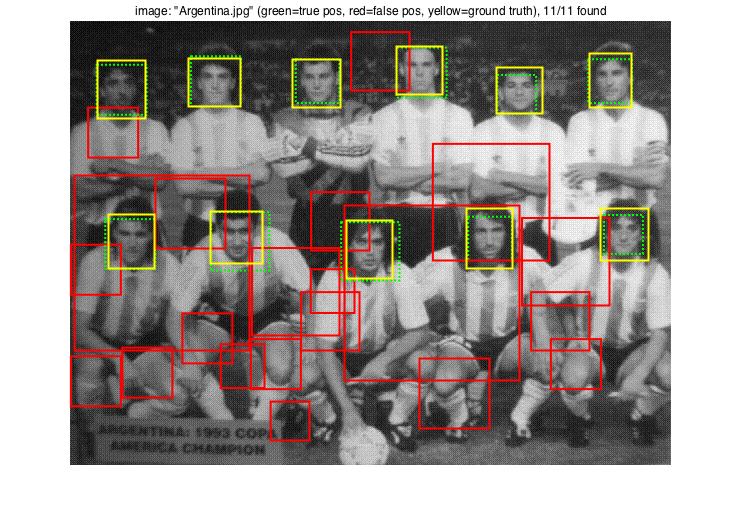 image: "Argentina.jpg" (green=true pos, red=false pos, yellow=ground truth), 11/11 found
ARGENTINA: 1993 COPA
AMERICA CHAMPION